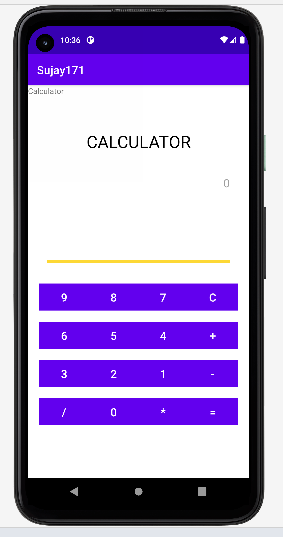 10:36
Sujay171
Calculator
CALCULATOR
0
9 8 7 C
6 5 4 +
3 2 1 -
/ 0 * =